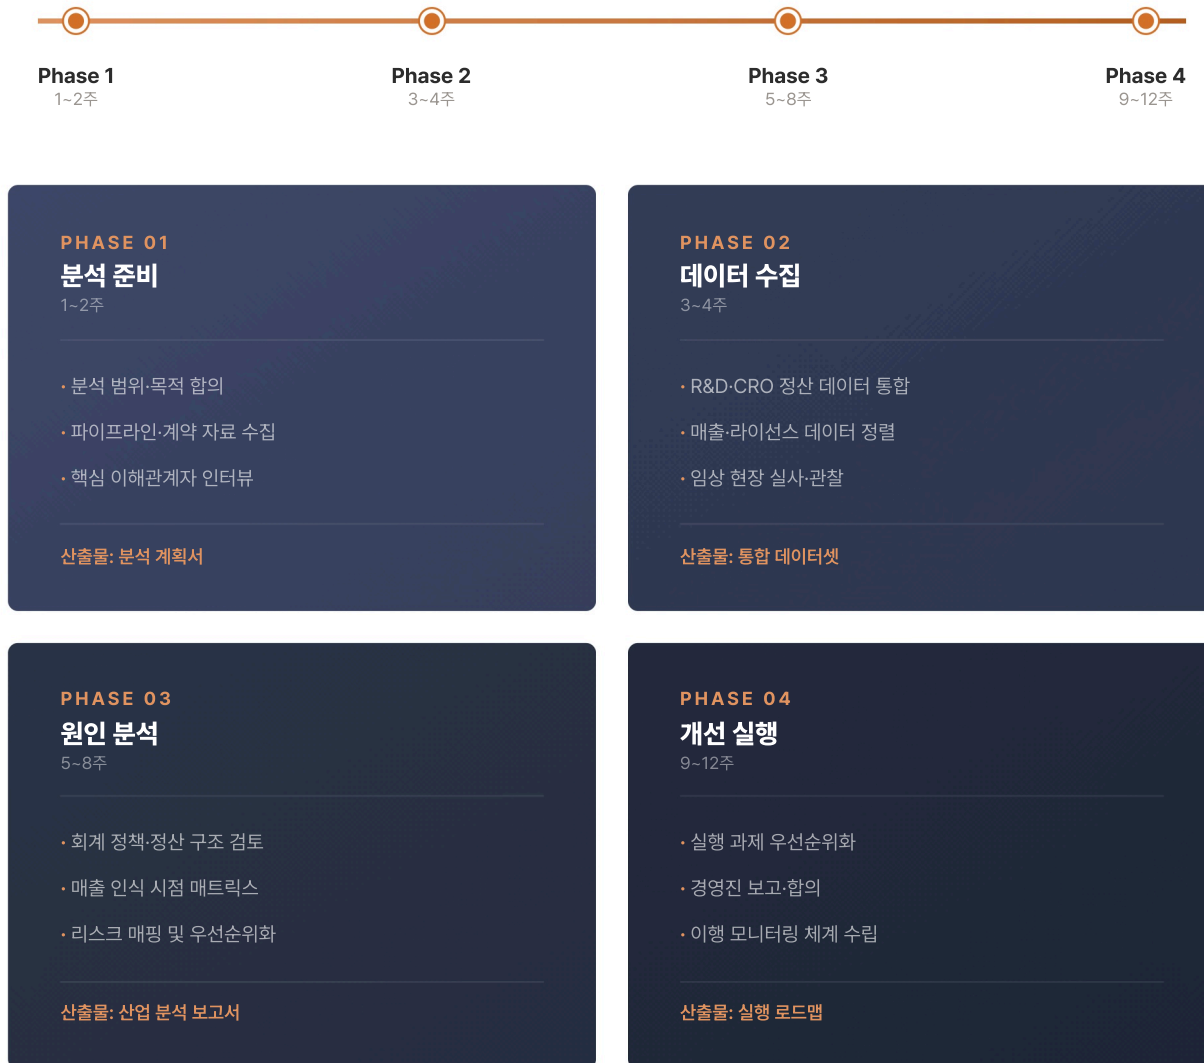 Phase 1
1~2주
Phase 2
3~4주
Phase 3
5~8주
Phase 4
9~12주
PHASE 01
분석 준비
1~2주
· 분석 범위·목적 합의
· 파이프라인·계약 자료 수집
· 핵심 이해관계자 인터뷰
산출물: 분석 계획서
PHASE 02
데이터 수집
3~4주
· R&D·CRO 정산 데이터 통합
· 매출·라이선스 데이터 정렬
· 임상 현장 실사·관찰
산출물: 통합 데이터셋
PHASE 03
원인 분석
5~8주
· 회계 정책·정산 구조 검토
· 매출 인식 시점 매트릭스
· 리스크 매핑 및 우선순위화
산출물: 산업 분석 보고서
PHASE 04
개선 실행
9~12주
· 실행 과제 우선순위화
· 경영진 보고·합의
· 이행 모니터링 체계 수립
산출물: 실행 로드맵